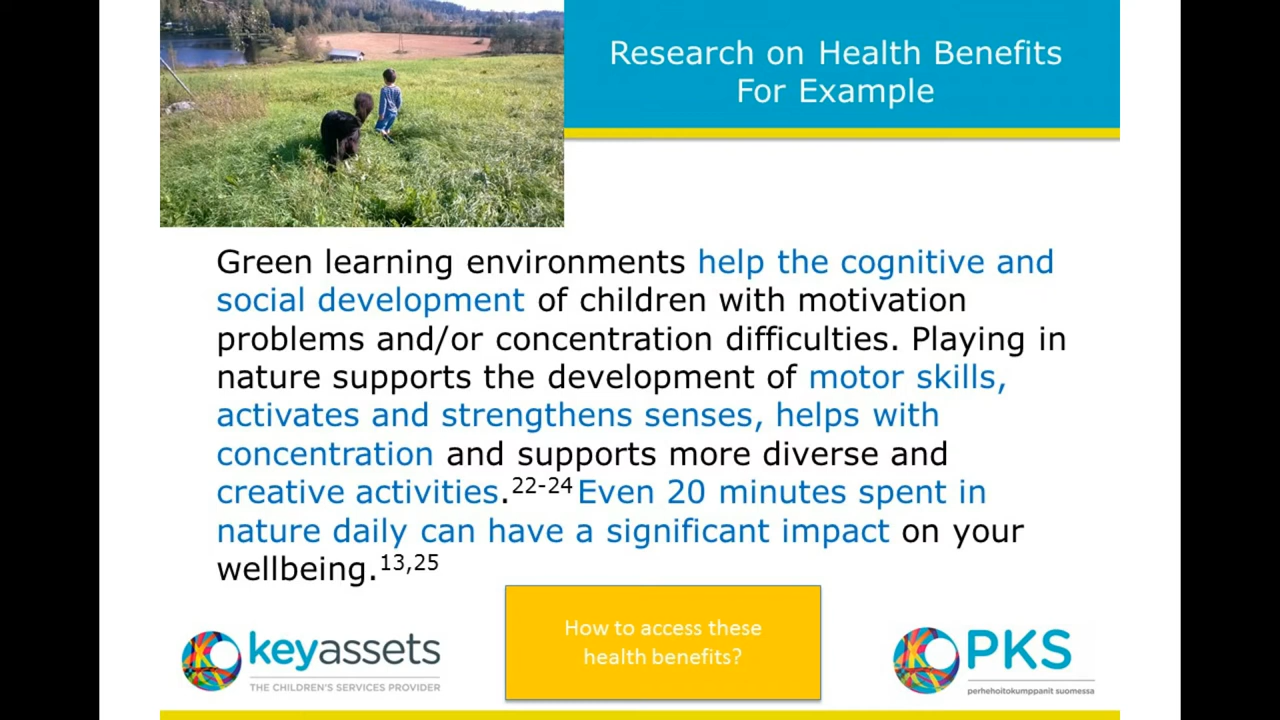 Research on Health Benefits
For Example
Green learning environments help the cognitive and
social development of children with motivation
problems and/or concentration difficulties. Playing in
nature supports the development of motor skills,
activates and strengthens senses, helps with
concentration and supports more diverse and
creative activities.22-24 Even 20 minutes spent in
nature daily can have a significant impact on your
wellbeing.13,25
How to access these
health benefits?
keyassets
THE CHILDREN'S SERVICES PROVIDER
PKS
perhehoitokumppanit suomessa